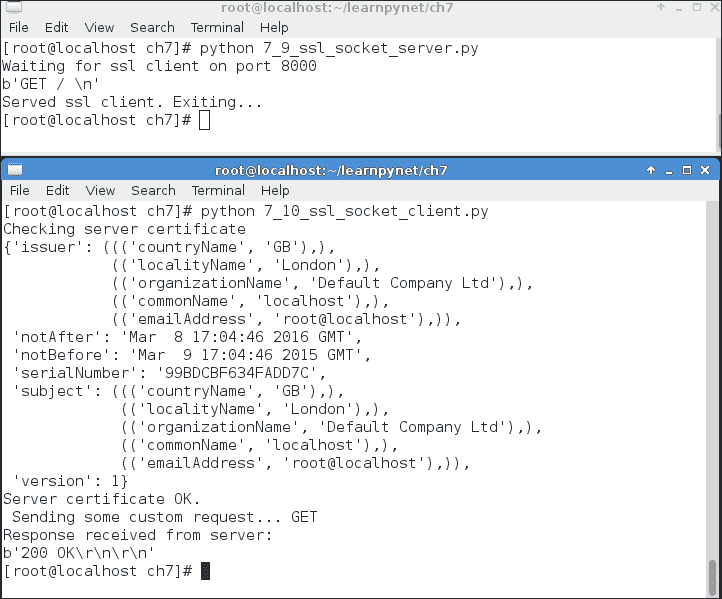 root@localhost:~/learnpynet/ch7
File Edit View Search Terminal Help
[root@localhost ch7]# python 7_9_ssl_socket_server.py
Waiting for ssl client on port 8000
b'GET / \n'
Served ssl client. Exiting...
[root@localhost ch7]#
root@localhost:~/learnpynet/ch7
File Edit View Search Terminal Help
[root@localhost ch7]# python 7_10_ssl_socket_client.py
Checking server certificate
{'issuer': ((('countryName', 'GB'),),
            (('localityName', 'London'),),
            (('organizationName', 'Default Company Ltd'),),
            (('commonName', 'localhost'),),
            (('emailAddress', 'root@localhost'),)),
 'notAfter': 'Mar  8 17:04:46 2016 GMT',
 'notBefore': 'Mar  9 17:04:46 2015 GMT',
 'serialNumber': '99BDCBF634FADD7C',
 'subject': ((('countryName', 'GB'),),
             (('localityName', 'London'),),
             (('organizationName', 'Default Company Ltd'),),
             (('commonName', 'localhost'),),
             (('emailAddress', 'root@localhost'),)),
 'version': 1}
Server certificate OK.
 Sending some custom request... GET
Response received from server:
b'200 OK\r\n\r\n'
[root@localhost ch7]#